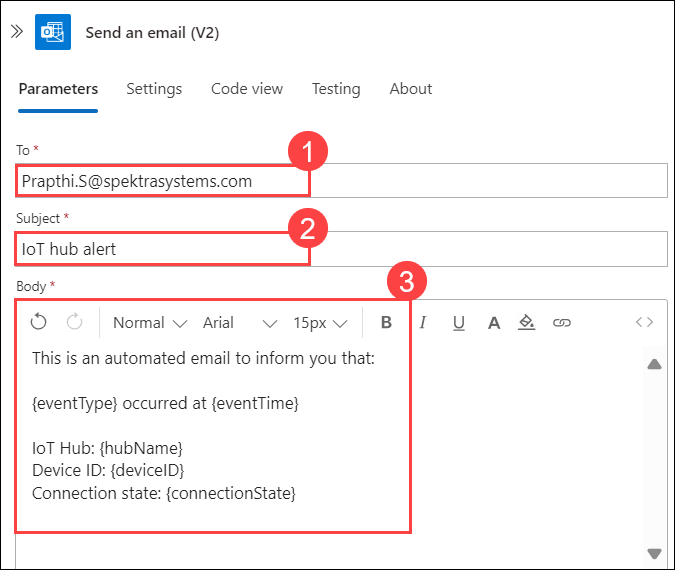 Send an email (V2)
Parameters Settings Code view Testing About
1
To *
Prapthi.S@spektrasystems.com
2
Subject *
IoT hub alert
3
Body *
Normal Arial 15px B I U A
This is an automated email to inform you that:
{eventType} occurred at {eventTime}
IoT Hub: {hubName}
Device ID: {deviceID}
Connection state: {connectionState}